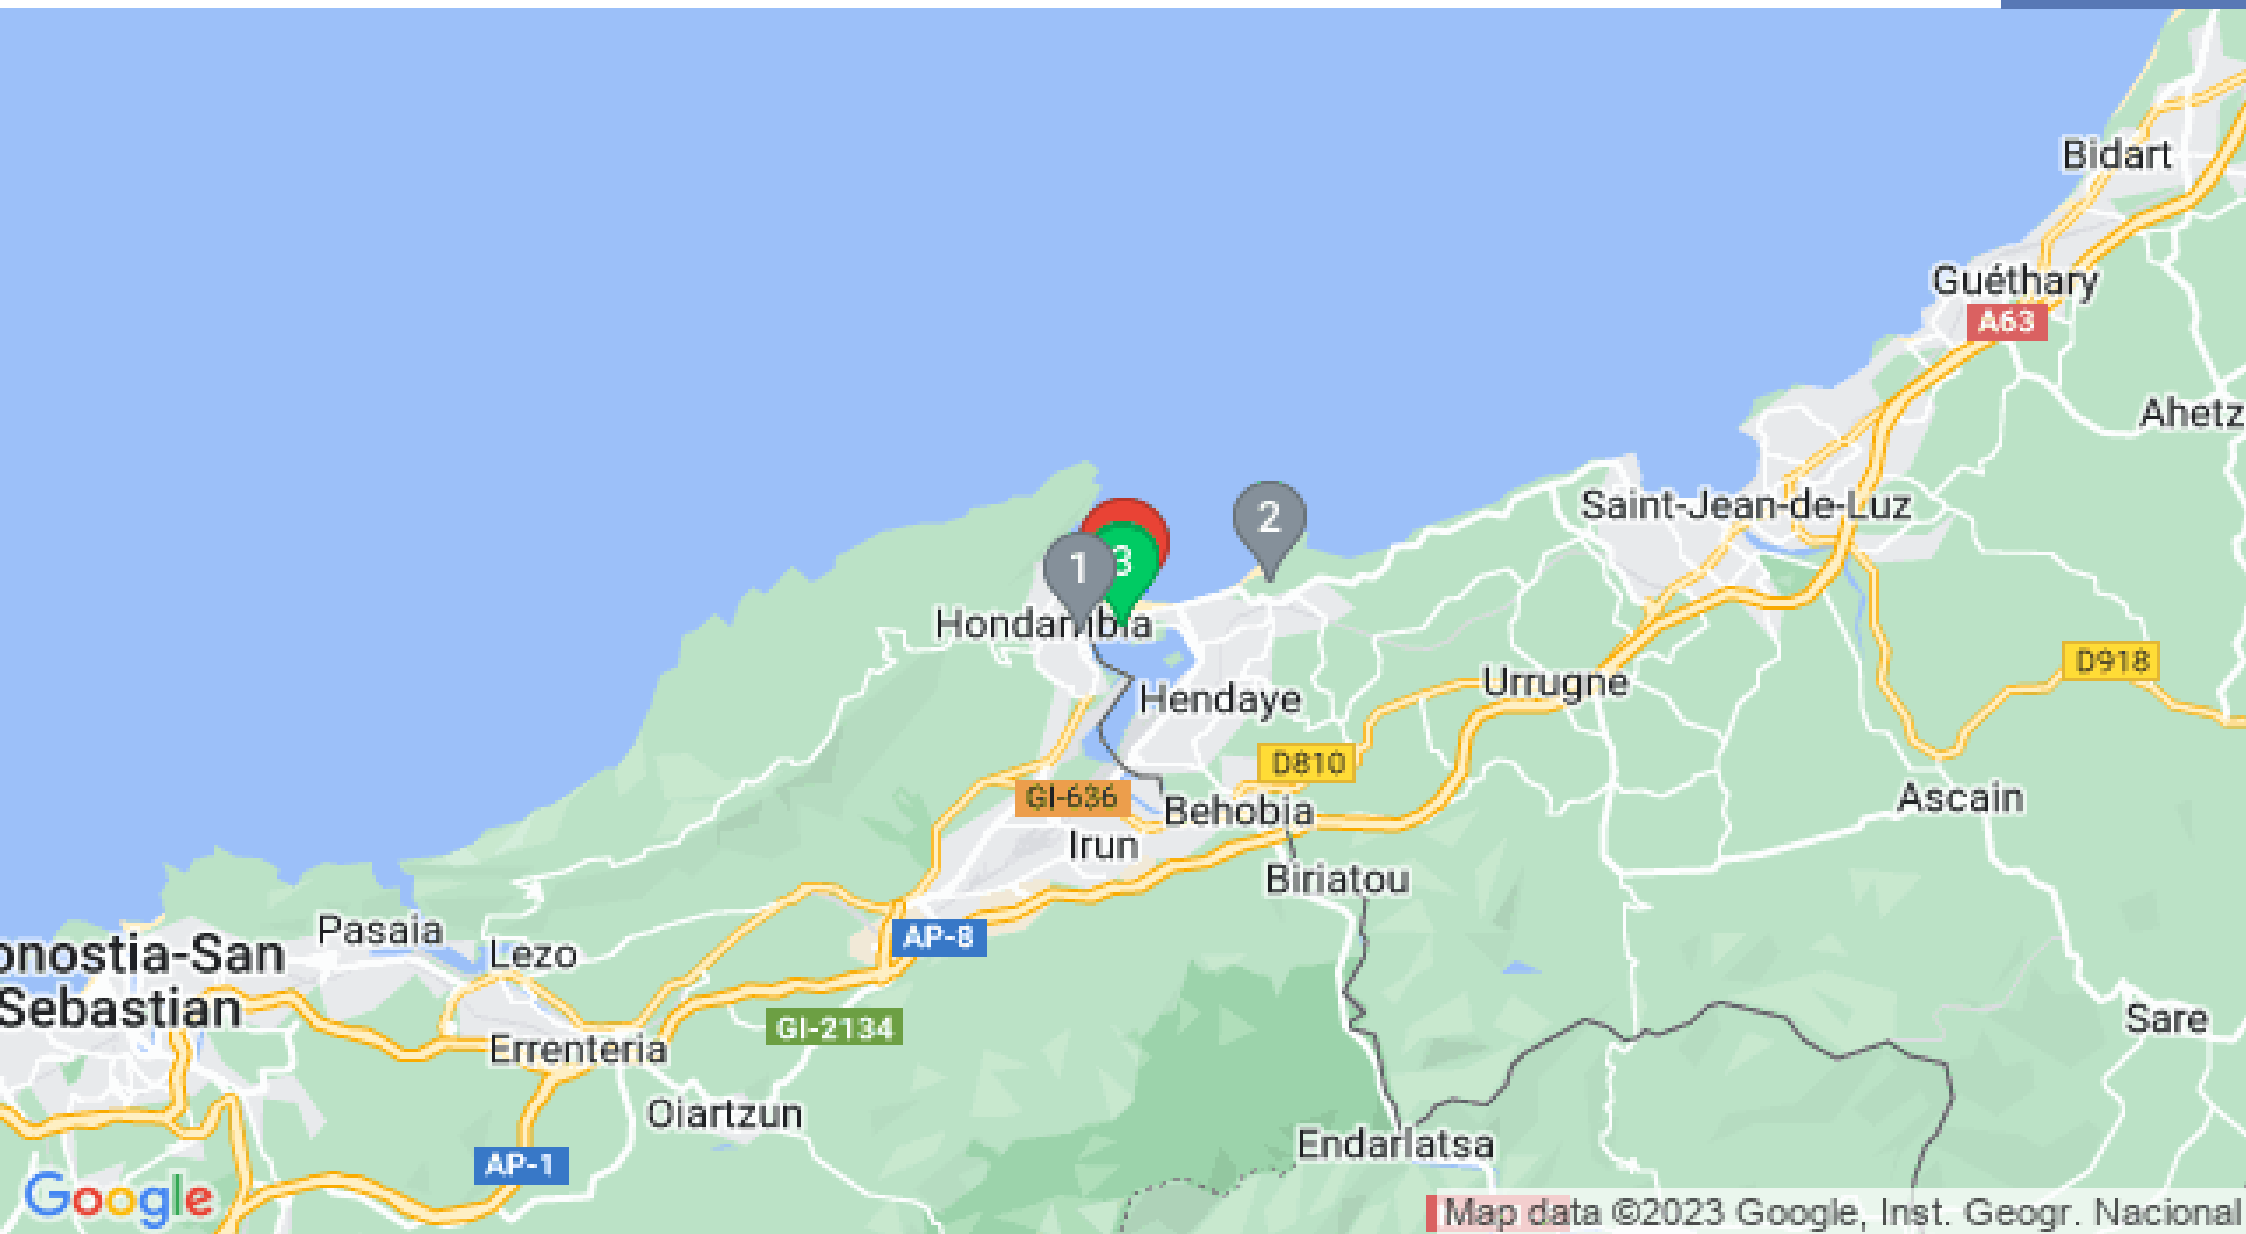 Bidart
Guéthary
A63
Ahetz
2
Saint-Jean-de-Luz
1
3
Hondarribia
D918
Urrugne
Hendaye
D810
GI-636
Behobia
Ascain
Irun
Biriatou
Pasaia
AP-8
onostia-San
Sebastian
Lezo
Sare
GI-2134
Errenteria
Oiartzun
Endarlatsa
AP-1
Google
Map data ©2023 Google, Inst. Geogr. Nacional